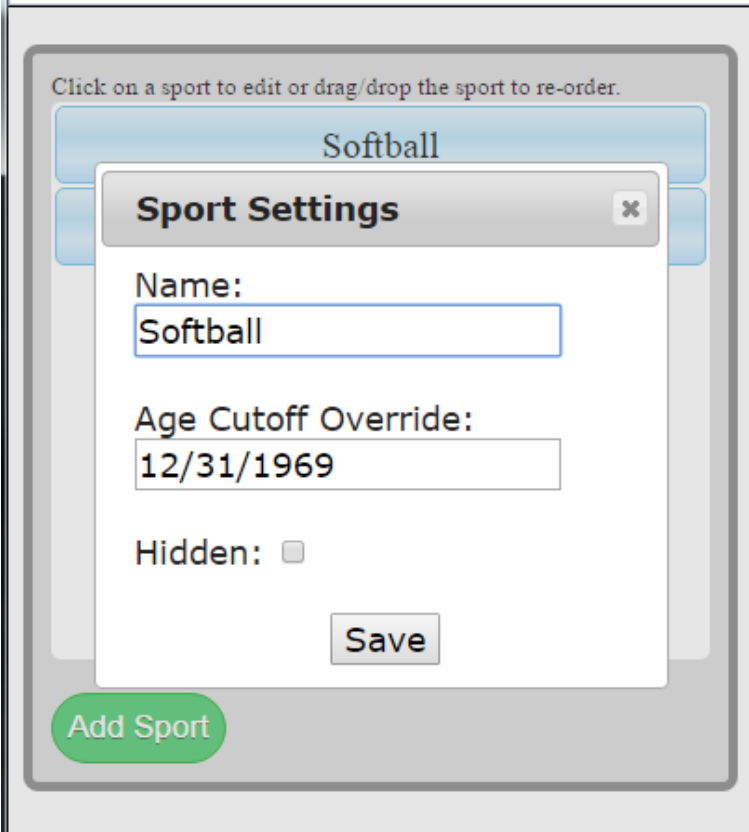 Click on a sport to edit or drag/drop the sport to re-order.
Softball
Sport Settings
Name:
Softball
Age Cutoff Override:
12/31/1969
Hidden:
Save
Add Sport